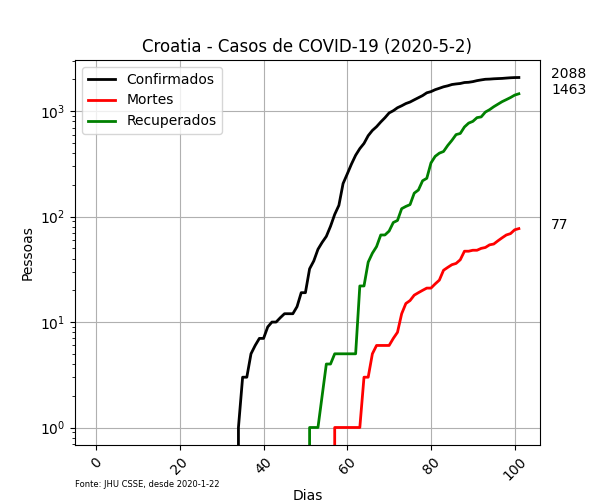 Croatia - Casos de COVID-19 (2020-5-2)
Confirmados
Mortes
Recuperados
2088
1463
77
Pessoas
10³
10²
10¹
10⁰
0
20
40
60
80
100
Fonte: JHU CSSE, desde 2020-1-22
Dias